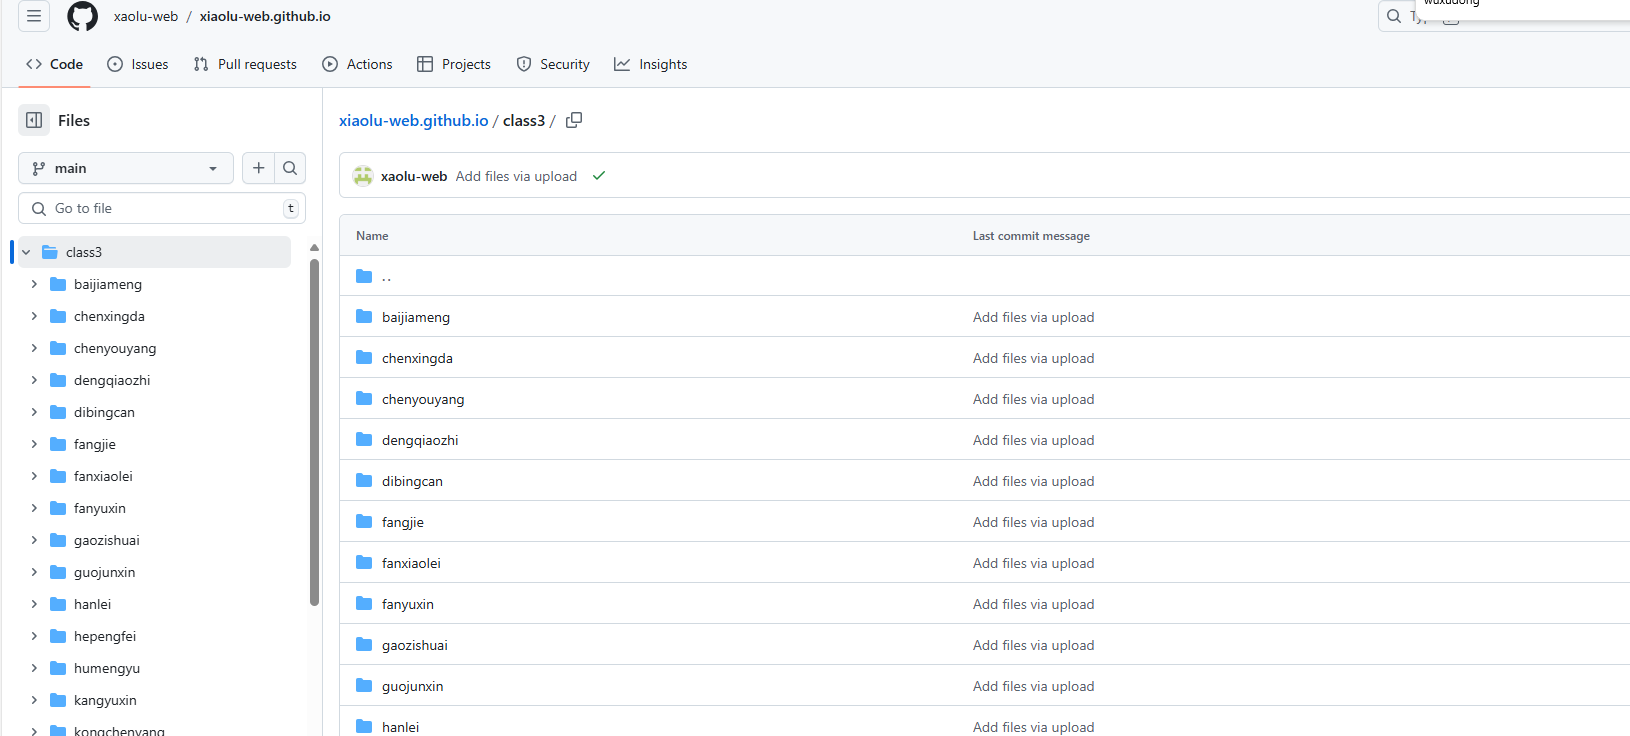 wuxudong
xaolu-web / xiaolu-web.github.io
Code Issues Pull requests Actions Projects Security Insights
Files
main
Go to file t
class3
baijiameng
chenxingda
chenyouyang
dengqiaozhi
dibingcan
fangjie
fanxiaolei
fanyuxin
gaozishuai
guojunxin
hanlei
hepengfei
humengyu
kangyuxin
kongchenyang
xiaolu-web.github.io / class3 /
xaolu-web Add files via upload
Name Last commit message
..
baijiameng Add files via upload
chenxingda Add files via upload
chenyouyang Add files via upload
dengqiaozhi Add files via upload
dibingcan Add files via upload
fangjie Add files via upload
fanxiaolei Add files via upload
fanyuxin Add files via upload
gaozishuai Add files via upload
guojunxin Add files via upload
hanlei Add files via upload